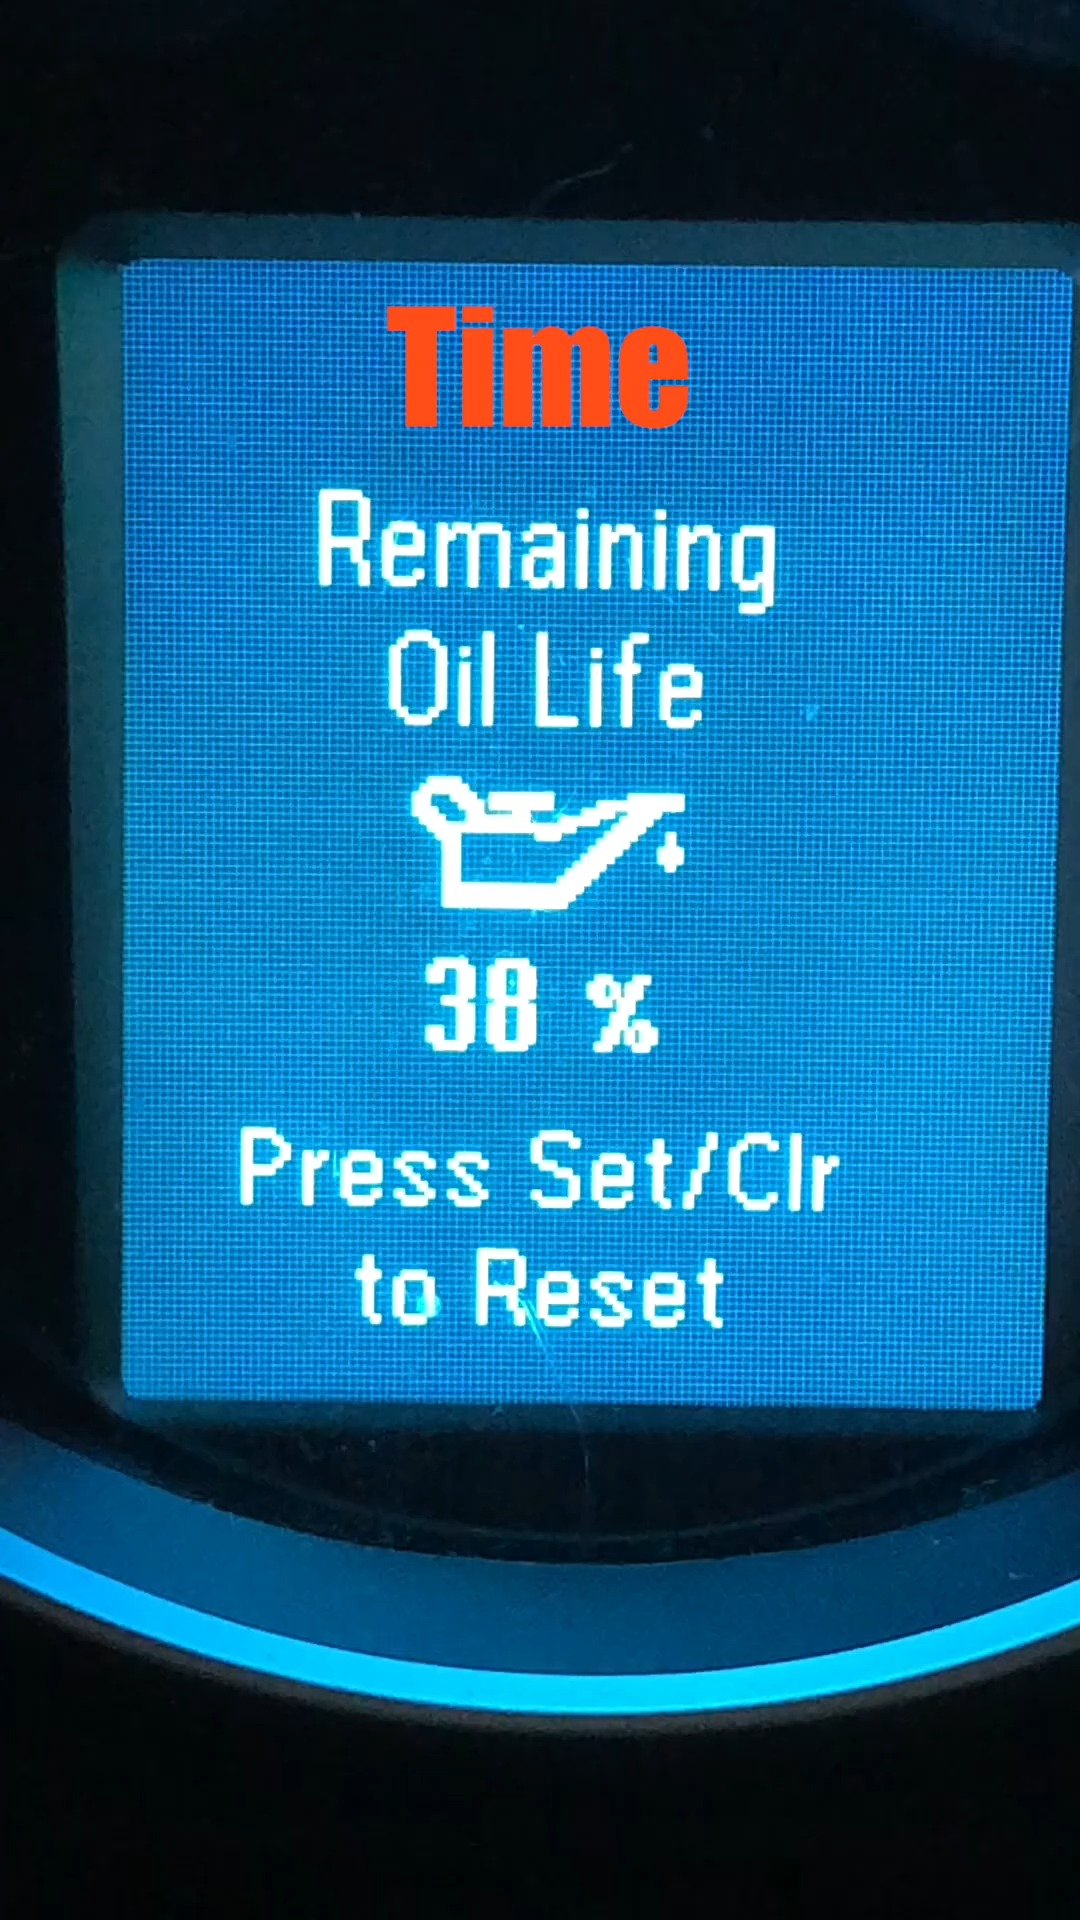 Time
Remaining
Oil Life
38 %
Press Set/Clr
to Reset